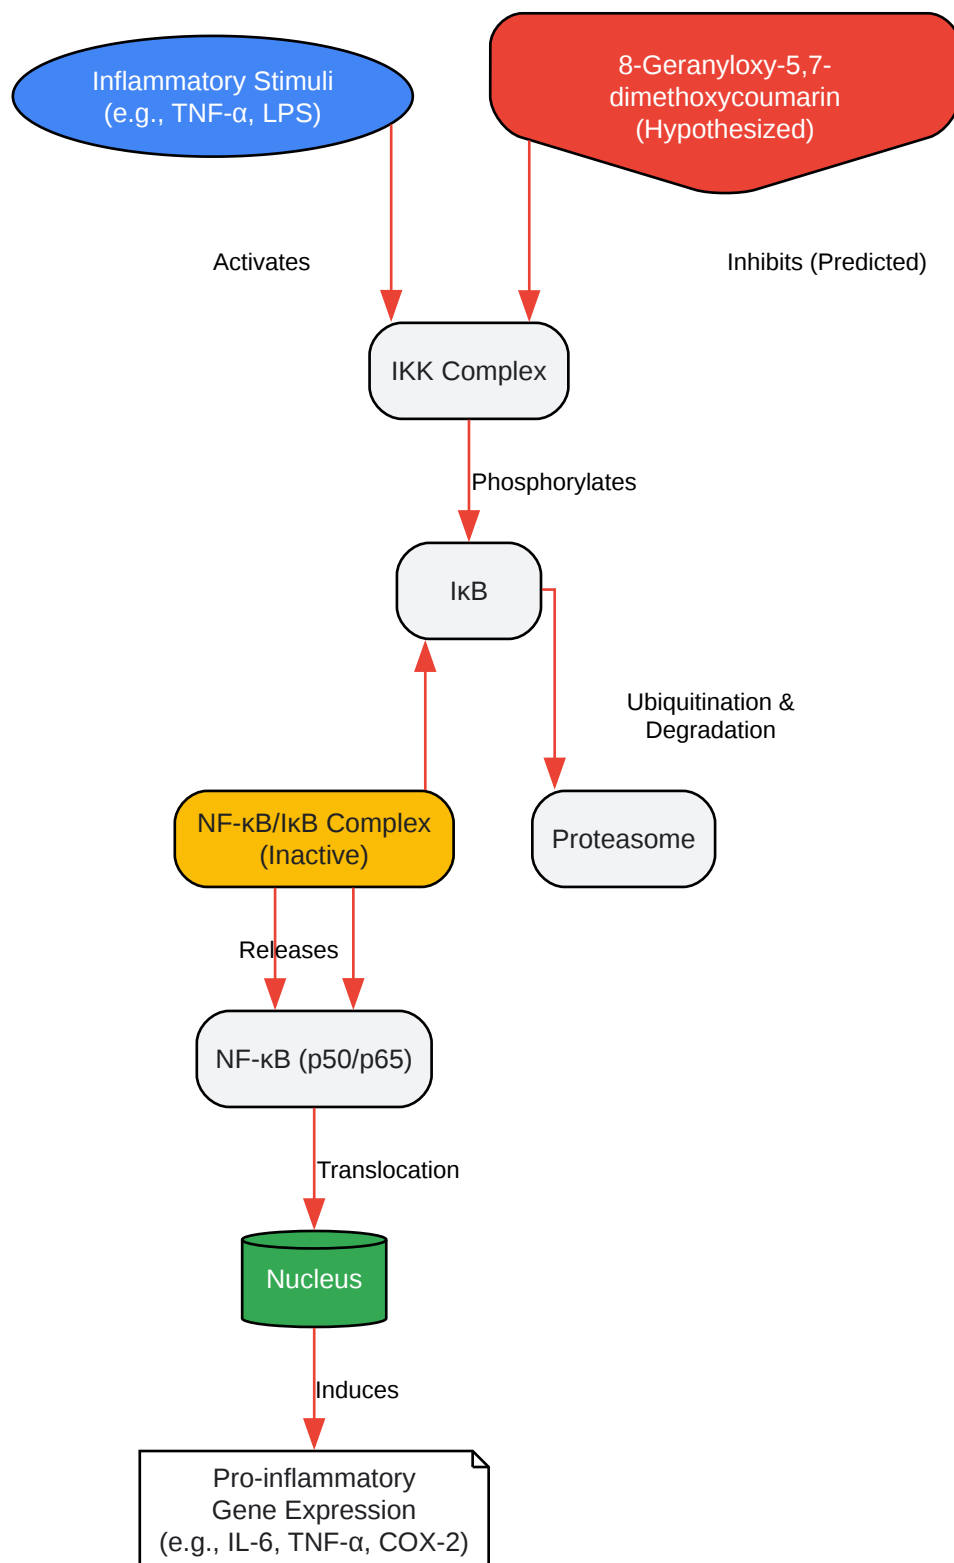 Inflammatory Stimuli
(e.g., TNF-α, LPS)
8-Geranyloxy-5,7-
dimethoxycoumarin
(Hypothesized)
Activates
Inhibits (Predicted)
IKK Complex
Phosphorylates
IκB
Ubiquitination &
Degradation
NF-κB/IκB Complex
(Inactive)
Proteasome
Releases
NF-κB (p50/p65)
Translocation
Nucleus
Induces
Pro-inflammatory
Gene Expression
(e.g., IL-6, TNF-α, COX-2)